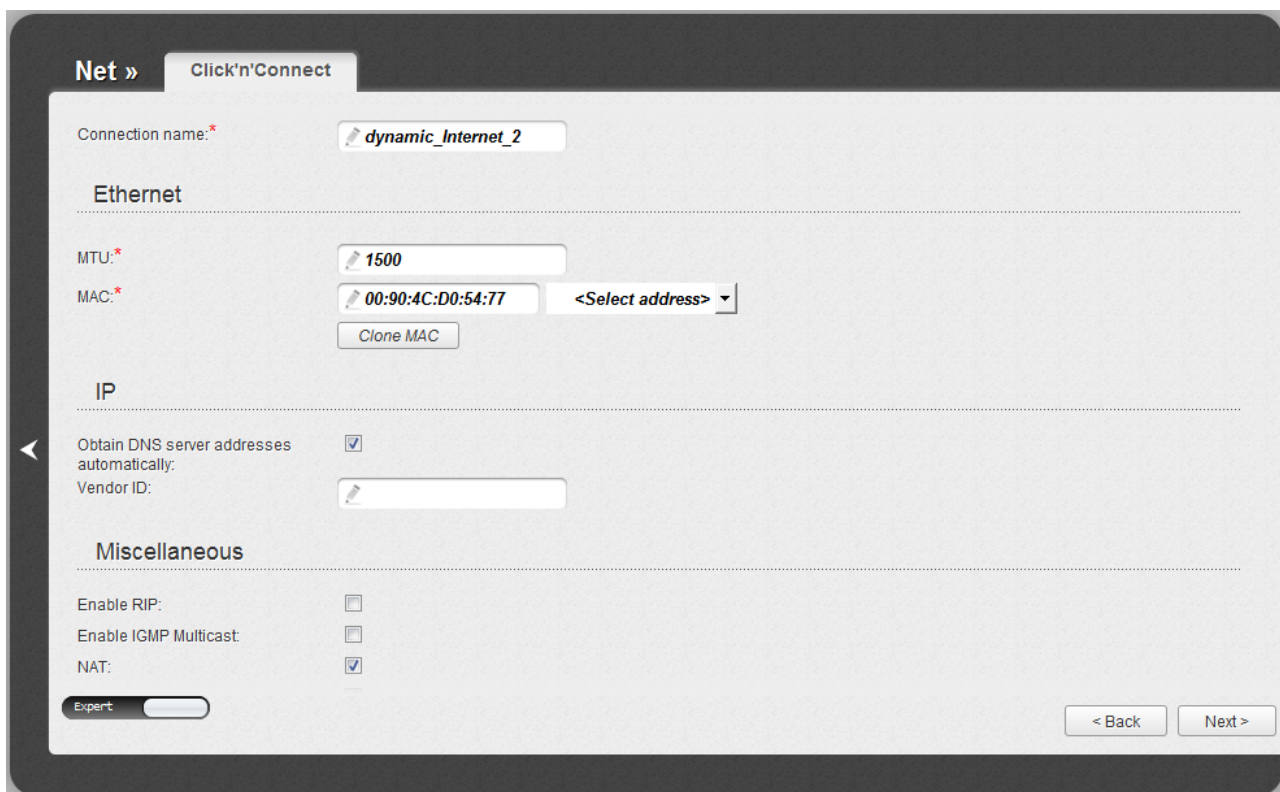 Net » Click'n'Connect
Connection name:* dynamic_Internet_2
Ethernet
MTU:* 1500
MAC:* 00:90:4C:D0:54:77 <Select address>
Clone MAC
IP
Obtain DNS server addresses
automatically:
Vendor ID:
Miscellaneous
Enable RIP:
Enable IGMP Multicast:
NAT:
Expert
< Back Next >